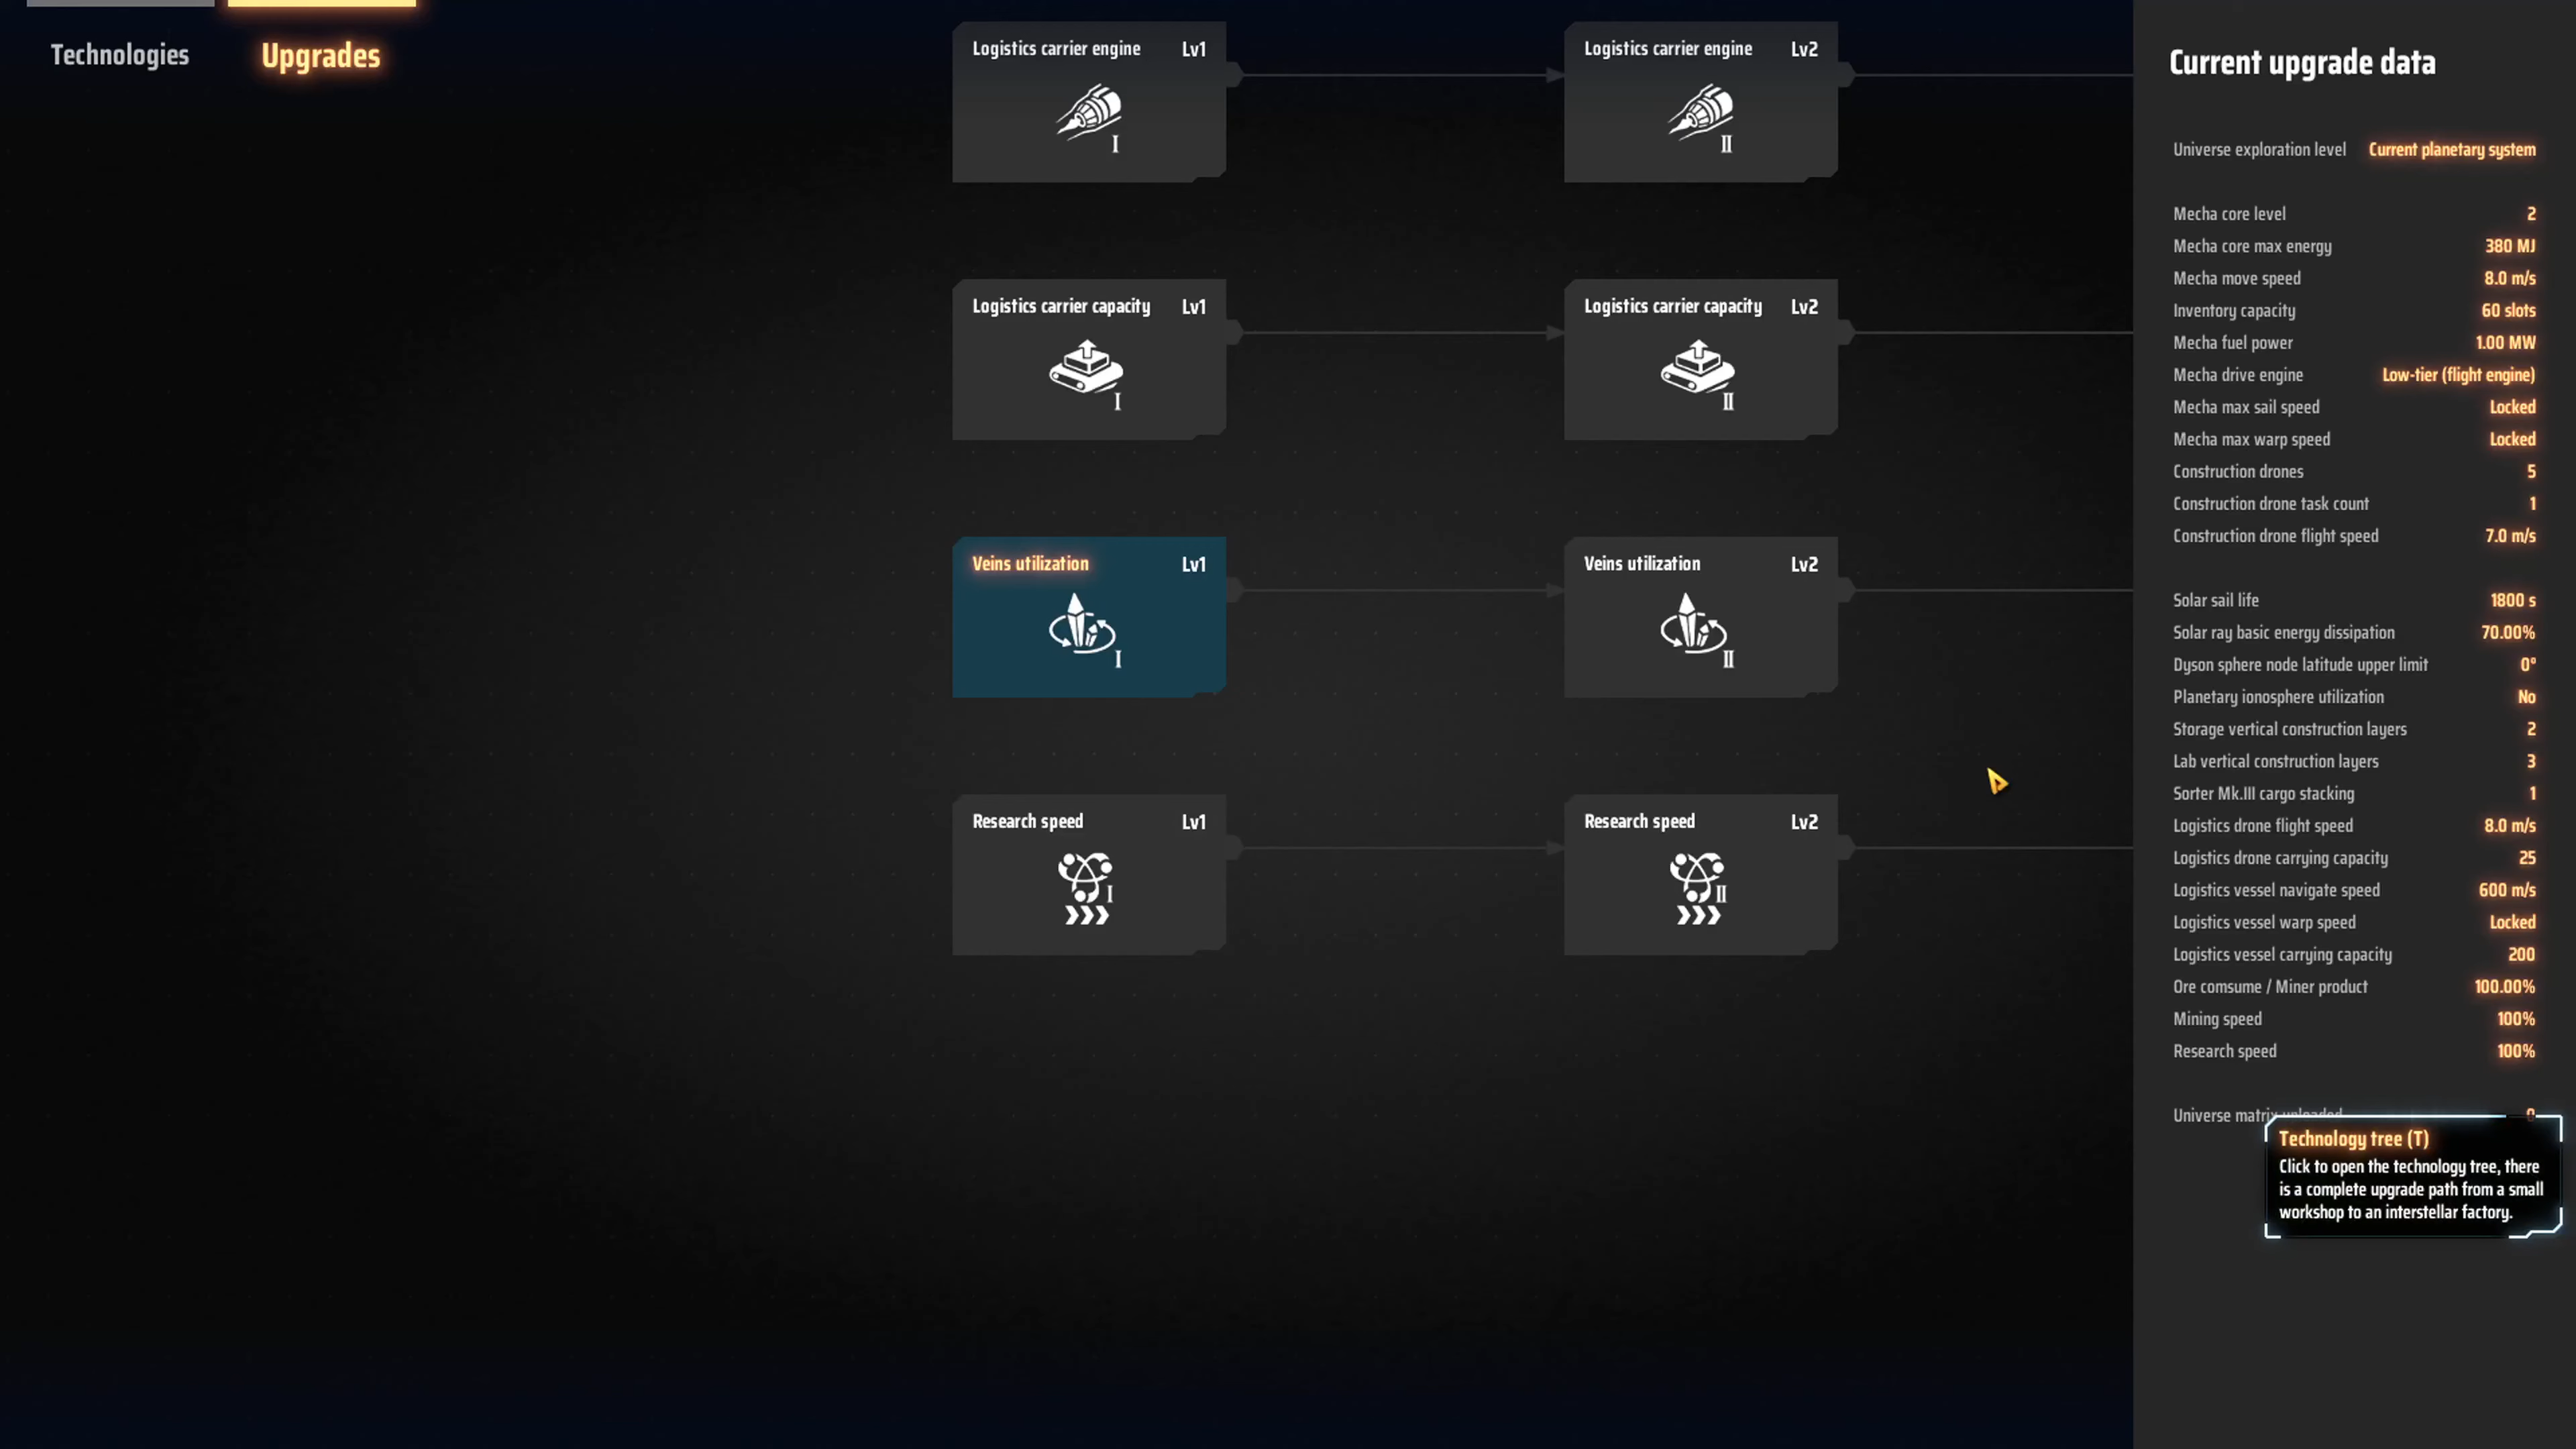 Technologies
Upgrades
Logistics carrier engine Lv1
I
Logistics carrier engine Lv2
II
Logistics carrier capacity Lv1
I
Logistics carrier capacity Lv2
II
Veins utilization Lv1
I
Veins utilization Lv2
II
Research speed Lv1
I
Research speed Lv2
II
Current upgrade data
Universe exploration level Current planetary system
Mecha core level 2
Mecha core max energy 380 MJ
Mecha move speed 8.0 m/s
Inventory capacity 60 slots
Mecha fuel power 1.00 MW
Mecha drive engine Low-tier (flight engine)
Mecha max sail speed Locked
Mecha max warp speed Locked
Construction drones 5
Construction drone task count 1
Construction drone flight speed 7.0 m/s
Solar sail life 1800 s
Solar ray basic energy dissipation 70.00%
Dyson sphere node latitude upper limit 0°
Planetary ionosphere utilization No
Storage vertical construction layers 2
Lab vertical construction layers 3
Sorter Mk.III cargo stacking 1
Logistics drone flight speed 8.0 m/s
Logistics drone carrying capacity 25
Logistics vessel navigate speed 600 m/s
Logistics vessel warp speed Locked
Logistics vessel carrying capacity 200
Ore comsume / Miner product 100.00%
Mining speed 100%
Research speed 100%
Universe matrix uploaded 0
Technology tree (T)
Click to open the technology tree, there
is a complete upgrade path from a small
workshop to an interstellar factory.